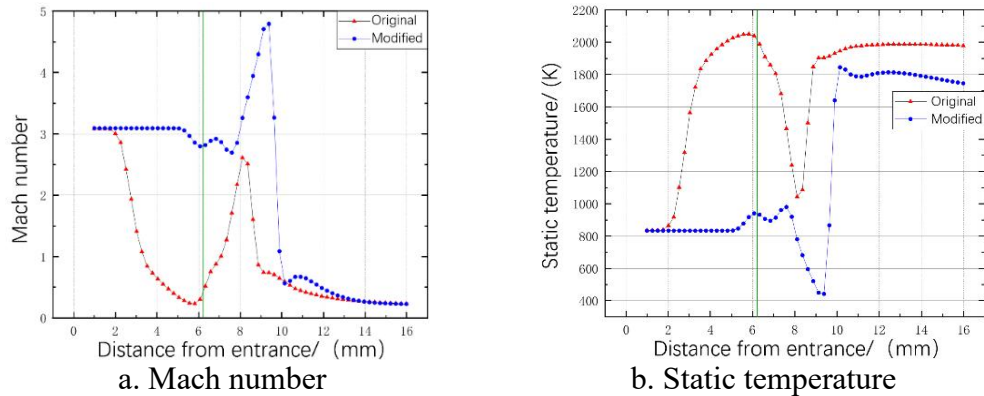 5
4
3
2
1
0
Mach number
Original
Modified
0 2 4 6 8 10 12 14 16
Distance from entrance/ (mm)
a. Mach number
2200
2000
1800
1600
1400
1200
1000
800
600
400
Static temperature/ (K)
Original
Modified
0 2 4 6 8 10 12 14 16
Distance from entrance/ (mm)
b. Static temperature